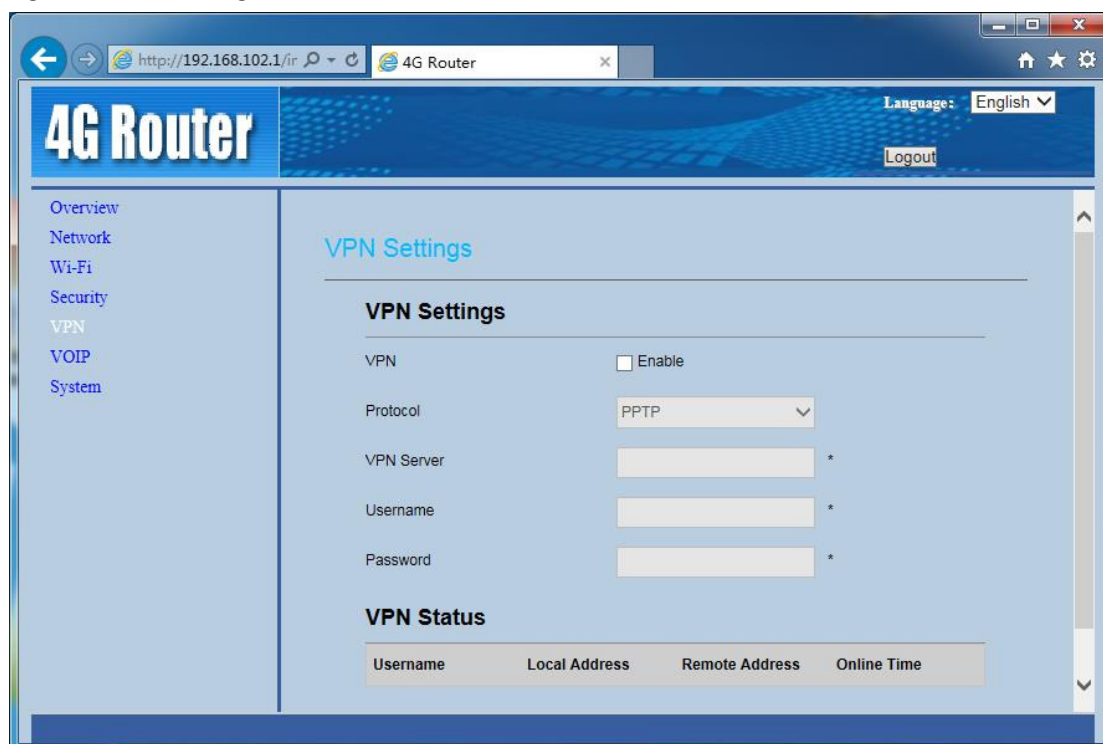 http://192.168.102.1/ir
4G Router
4G Router
Language: English
Logout
Overview
Network
Wi-Fi
Security
VPN
VOIP
System
VPN Settings
VPN Settings
VPN Enable
Protocol PPTP
VPN Server *
Username *
Password *
VPN Status
Username Local Address Remote Address Online Time